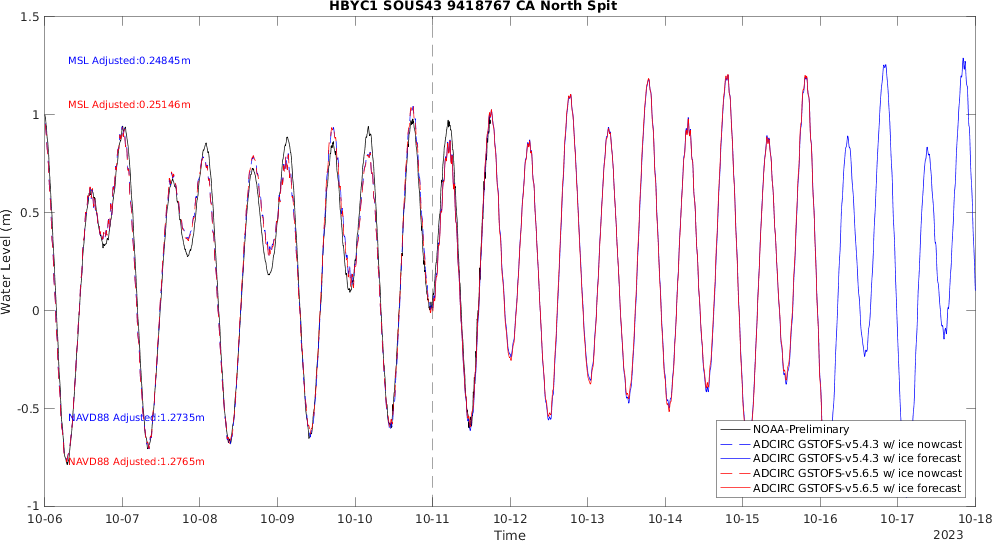 HBYC1 SOUS43 9418767 CA North Spit
1.5
MSL Adjusted:0.24845m
MSL Adjusted:0.25146m
1
0.5
0
-0.5
-1
Water Level (m)
NAVD88 Adjusted:1.2735m
NAVD88 Adjusted:1.2765m
NOAA-Preliminary
ADCIRC GSTOFS-v5.4.3 w/ ice nowcast
ADCIRC GSTOFS-v5.4.3 w/ ice forecast
ADCIRC GSTOFS-v5.6.5 w/ ice nowcast
ADCIRC GSTOFS-v5.6.5 w/ ice forecast
10-06 10-07 10-08 10-09 10-10 10-11 10-12 10-13 10-14 10-15 10-16 10-17 10-18
Time
2023